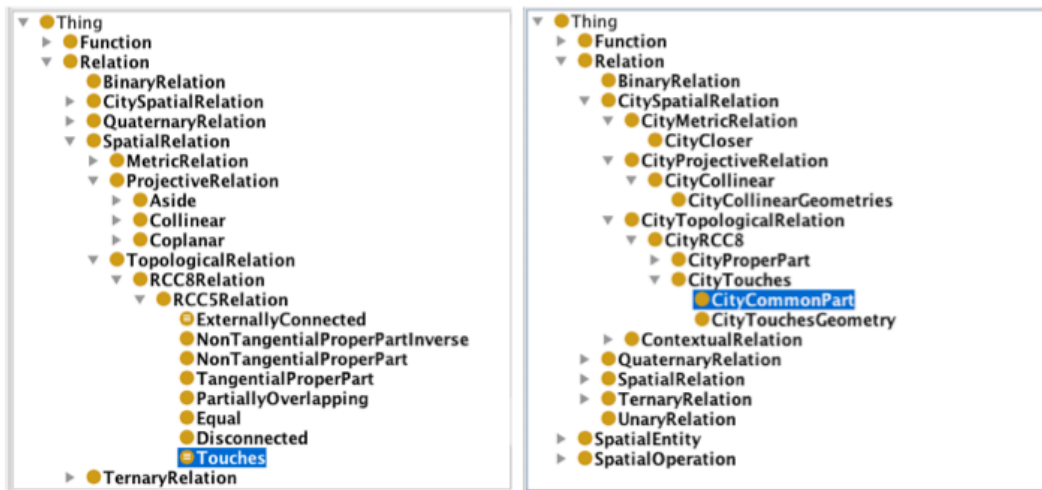 Thing
Function
Relation
BinaryRelation
CitySpatialRelation
QuaternaryRelation
SpatialRelation
MetricRelation
ProjectiveRelation
Aside
Collinear
Coplanar
TopologicalRelation
RCC8Relation
RCC5Relation
ExternallyConnected
NonTangentialProperPartInverse
NonTangentialProperPart
TangentialProperPart
PartiallyOverlapping
Equal
Disconnected
Touches
TernaryRelation
Thing
Function
Relation
BinaryRelation
CitySpatialRelation
CityMetricRelation
CityCloser
CityProjectiveRelation
CityCollinear
CityCollinearGeometries
CityTopologicalRelation
CityRCC8
CityProperPart
CityTouches
CityCommonPart
CityTouchesGeometry
ContextualRelation
QuaternaryRelation
SpatialRelation
TernaryRelation
UnaryRelation
SpatialEntity
SpatialOperation